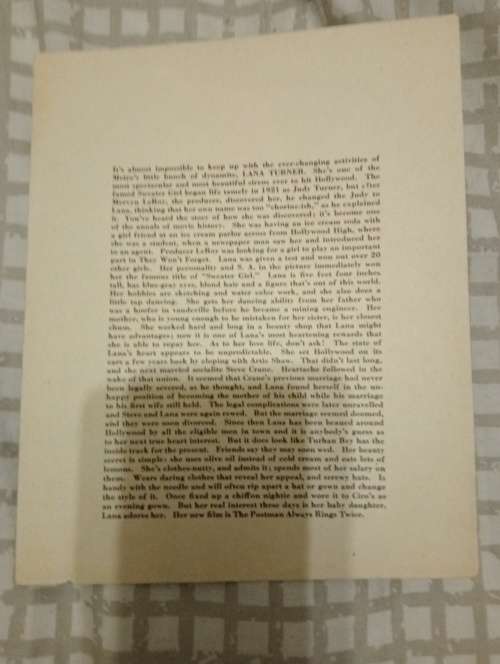 It's almost impossible to keep up with the ever-changing activities of
Metro's little bunch of dynamite, LANA TURNER. She's one of the
most spectacular and most beautiful sirens ever to hit Hollywood. The
famed Sweater Girl began life tamely in 1921 as Judy Turner, but after
Mervyn LeRoy, the producer, discovered her, he changed the Judy to
Lana, thinking that her own name was too "chorine-ish," as he explained
it. You've heard the story of how she was discovered; it's become one
of the annals of movie history. She was having an ice cream soda with
a girl friend at an ice cream parlor across from Hollywood High, where
she was a student, when a newspaper man saw her and introduced her
to an agent. Producer LeRoy was looking for a girl to play an important
part in They Won't Forget. Lana was given a test and won out over 20
other girls. Her personality and S. A. in the picture immediately won
her the famous title of "Sweater Girl." Lana is five feet four inches
tall, has blue-gray eyes, blond hair and a figure that's out of this world.
Her hobbies are sketching and water color work, and she also does a
little tap dancing. She gets her dancing ability from her father who
was a hoofer in vaudeville before he became a mining engineer. Her
mother, who is young enough to be mistaken for her sister, is her closest
chum. She worked hard and long in a beauty shop that Lana might
have advantages; now it is one of Lana's most heartening rewards that
she is able to repay her. As to her love life, don't ask! The state of
Lana's heart appears to be unpredictable. She set Hollywood on its
ears a few years back by eloping with Artie Shaw. That didn't last long,
and she next married socialite Steve Crane. Heartache followed in the
wake of that union. It seemed that Crane's previous marriage had never
been legally severed, as he thought, and Lana found herself in the un-
happy position of becoming the mother of his child while his marriage
to his first wife still held. The legal complications were later unravelled
and Steve and Lana were again rewed. But the marriage seemed doomed,
and they were soon divorced. Since then Lana has been beaued around
Hollywood by all the eligible men in town and it is anybody's guess as
to her next true heart interest. But it does look like Turhan Bey has the
inside track for the present. Friends say they may soon wed. Her beauty
secret is simple: she uses olive oil instead of cold cream and eats lots of
lemons. She's clothes-nutty, and admits it; spends most of her salary on
them. Wears daring clothes that reveal her appeal, and screwy hats. Is
handy with the needle and will often rip apart a hat or gown and change
the style of it. Once fixed up a chiffon nightie and wore it to Ciro's as
an evening gown. But her real interest these days is her baby daughter,
Lana adores her. Her new film is The Postman Always Rings Twice.